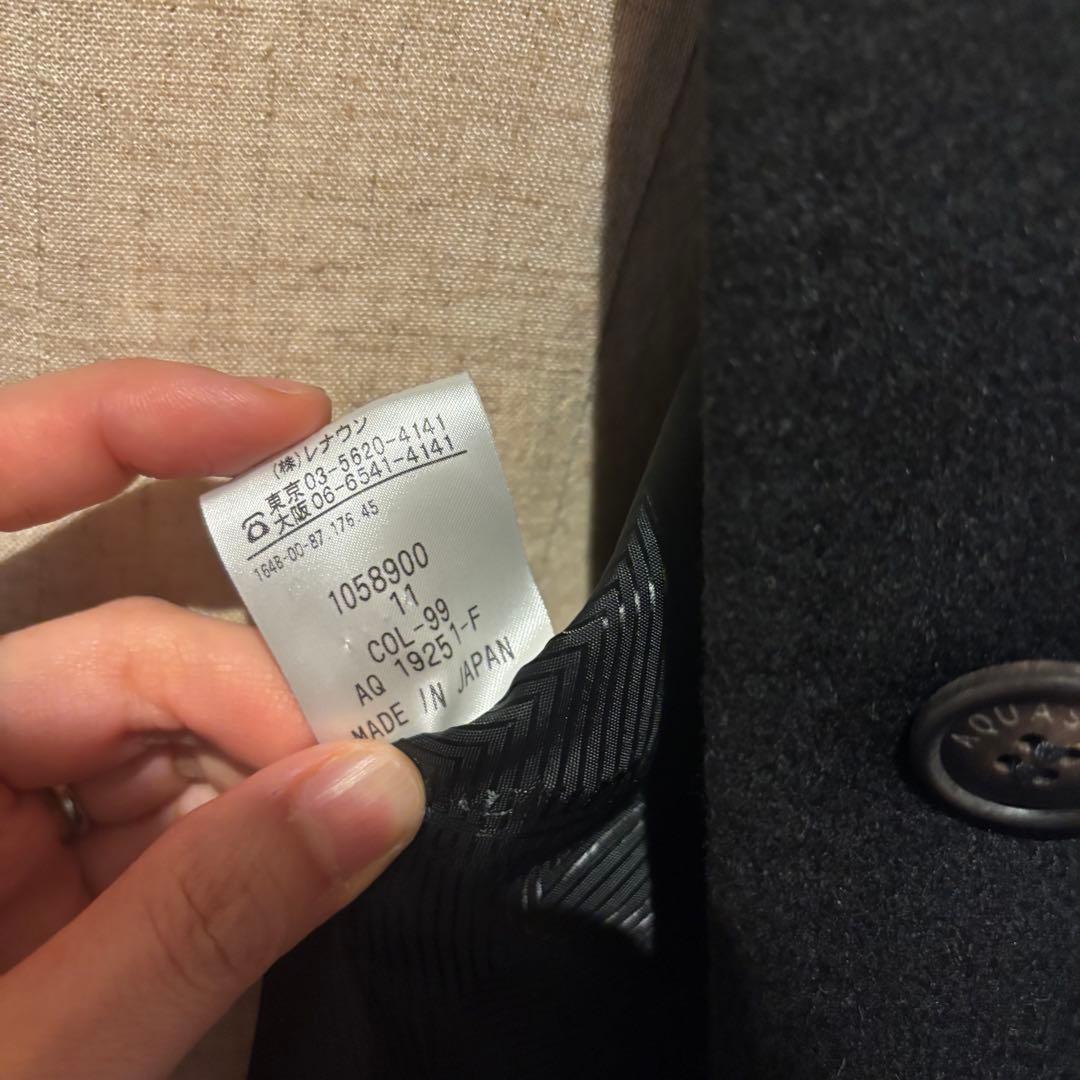 (株)レナウン
☎ 東京03-5620-4141
大阪06-6541-4141
1648-00-87 176.45
1058900
11
COL-99
AQ 19251-F
MADE IN JAPAN
AQUAS